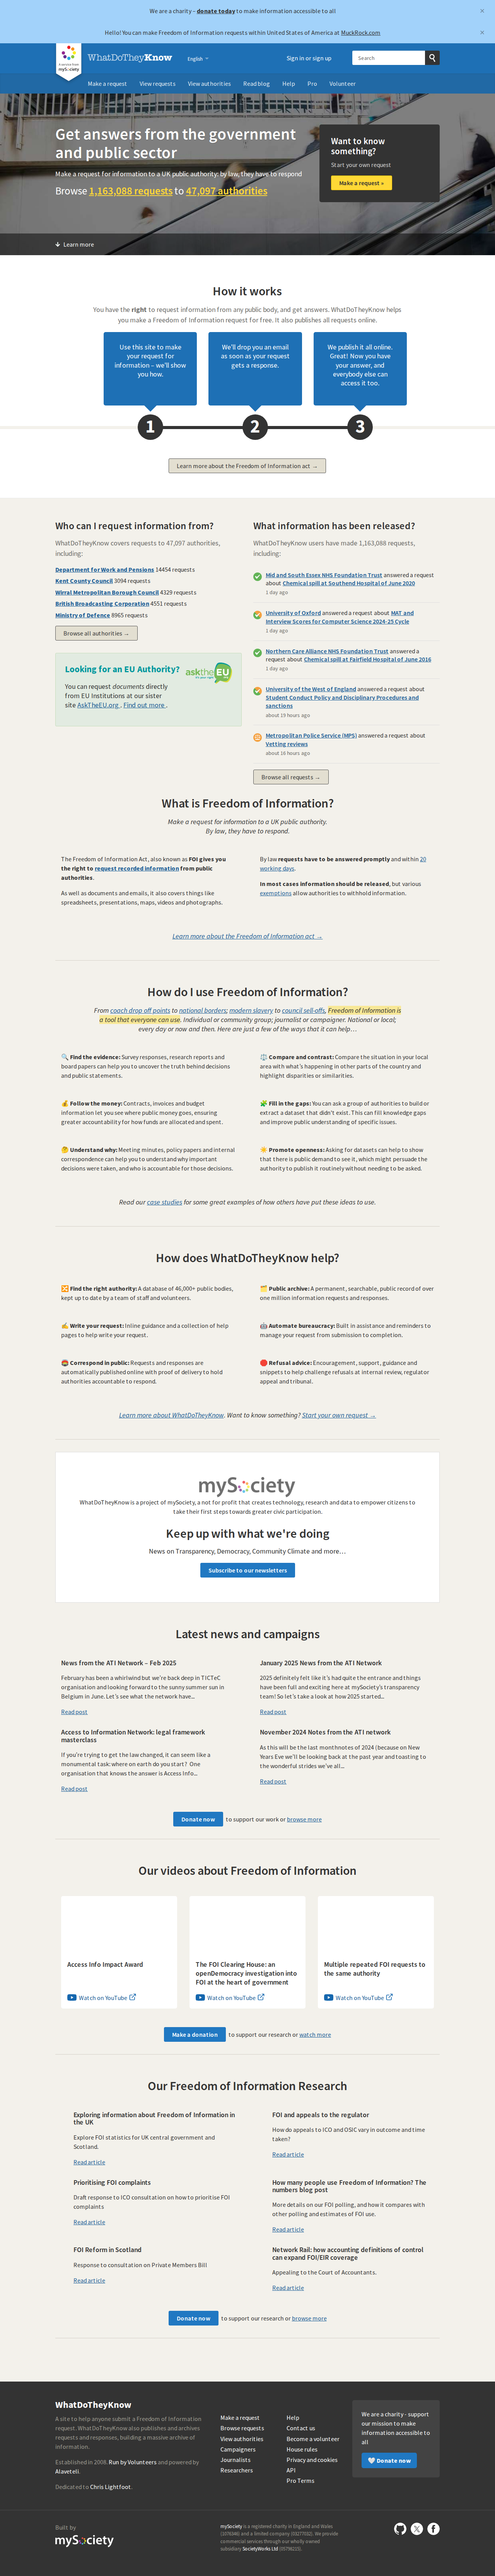 We are a charity – donate today to make information accessible to all
×
Hello! You can make Freedom of Information requests within United States of America at MuckRock.com
×
WhatDoTheyKnow
English
Sign in or sign up
Search
Make a request View requests View authorities Read blog Help Pro Volunteer
Get answers from the government
and public sector
Make a request for information to a UK public authority: by law, they have to respond
Browse 1,163,088 requests to 47,097 authorities
Want to know
something?
Start your own request
Make a request »
Learn more
How it works
You have the right to request information from any public body, and get answers. WhatDoTheyKnow helps
you make a Freedom of Information request for free. It also publishes all requests online.
Use this site to make
your request for
information – we'll show
you how.
We'll drop you an email
as soon as your request
gets a response.
We publish it all online.
Great! Now you have
your answer, and
everybody else can
access it too.
1
2
3
Learn more about the Freedom of Information act →
Who can I request information from?
WhatDoTheyKnow covers requests to 47,097 authorities,
including:
Department for Work and Pensions 14454 requests
Kent County Council 3094 requests
Wirral Metropolitan Borough Council 4329 requests
British Broadcasting Corporation 4551 requests
Ministry of Defence 8965 requests
Browse all authorities →
Looking for an EU Authority?
asktheEU
You can request documents directly
from EU Institutions at our sister
site AskTheEU.org . Find out more .
What information has been released?
WhatDoTheyKnow users have made 1,163,088 requests,
including:
Mid and South Essex NHS Foundation Trust answered a request
about Chemical spill at Southend Hospital of June 2020
1 day ago
University of Oxford answered a request about MAT and
Interview Scores for Computer Science 2024-25 Cycle
1 day ago
Northern Care Alliance NHS Foundation Trust answered a
request about Chemical spill at Fairfield Hospital of June 2016
1 day ago
University of the West of England answered a request about
Student Conduct Policy and Disciplinary Procedures and
sanctions
about 19 hours ago
Metropolitan Police Service (MPS) answered a request about
Vetting reviews
about 16 hours ago
Browse all requests →
What is Freedom of Information?
Make a request for information to a UK public authority.
By law, they have to respond.
The Freedom of Information Act, also known as FOI gives you
the right to request recorded information from public
authorities.
As well as documents and emails, it also covers things like
spreadsheets, presentations, maps, videos and photographs.
By law requests have to be answered promptly and within 20
working days.
In most cases information should be released, but various
exemptions allow authorities to withhold information.
Learn more about the Freedom of Information act →
How do I use Freedom of Information?
From coach drop off points to national borders; modern slavery to council sell-offs, Freedom of Information is
a tool that everyone can use. Individual or community group; journalist or campaigner. National or local;
every day or now and then. Here are just a few of the ways that it can help…
🔍 Find the evidence: Survey responses, research reports and
board papers can help you to uncover the truth behind decisions
and public statements.
⚖️ Compare and contrast: Compare the situation in your local
area with what's happening in other parts of the country and
highlight disparities or similarities.
💰 Follow the money: Contracts, invoices and budget
information let you see where public money goes, ensuring
greater accountability for how funds are allocated and spent.
🧩 Fill in the gaps: You can ask a group of authorities to build or
extract a dataset that didn't exist. This can fill knowledge gaps
and improve public understanding of specific issues.
🤔 Understand why: Meeting minutes, policy papers and internal
correspondence can help you to understand why important
decisions were taken, and who is accountable for those decisions.
☀️ Promote openness: Asking for datasets can help to show
that there is public demand to see it, which might persuade the
authority to publish it routinely without needing to be asked.
Read our case studies for some great examples of how others have put these ideas to use.
How does WhatDoTheyKnow help?
🔀 Find the right authority: A database of 46,000+ public bodies,
kept up to date by a team of staff and volunteers.
🗂️ Public archive: A permanent, searchable, public record of over
one million information requests and responses.
✍️ Write your request: Inline guidance and a collection of help
pages to help write your request.
🤖 Automate bureaucracy: Built in assistance and reminders to
manage your request from submission to completion.
Correspond in public: Requests and responses are
automatically published online with proof of delivery to hold
authorities accountable to respond.
🛑 Refusal advice: Encouragement, support, guidance and
snippets to help challenge refusals at internal review, regulator
appeal and tribunal.
Learn more about WhatDoTheyKnow. Want to know something? Start your own request →
mySociety
WhatDoTheyKnow is a project of mySociety, a not for profit that creates technology, research and data to empower citizens to
take their first steps towards greater civic participation.
Keep up with what we're doing
News on Transparency, Democracy, Community Climate and more…
Subscribe to our newsletters
Latest news and campaigns
News from the ATI Network – Feb 2025
February has been a whirlwind but we're back deep in TICTeC
organisation and looking forward to the sunny summer sun in
Belgium in June. Let's see what the network have...
Read post
January 2025 News from the ATI Network
2025 definitely felt like it's had quite the entrance and things
have been full and exciting here at mySociety's transparency
team! So let's take a look at how 2025 started...
Read post
Access to Information Network: legal framework
masterclass
If you're trying to get the law changed, it can seem like a
monumental task: where on earth do you start? One
organisation that knows the answer is Access Info...
Read post
November 2024 Notes from the ATI network
As this will be the last monthnotes of 2024 (because on New
Years Eve we'll be looking back at the past year and toasting to
the wonderful strides we've all...
Read post
Donate now to support our work or browse more
Our videos about Freedom of Information
Access Info Impact Award
Watch on YouTube
The FOI Clearing House: an
openDemocracy investigation into
FOI at the heart of government
Watch on YouTube
Multiple repeated FOI requests to
the same authority
Watch on YouTube
Make a donation to support our research or watch more
Our Freedom of Information Research
Exploring information about Freedom of Information in
the UK
Explore FOI statistics for UK central government and
Scotland.
Read article
FOI and appeals to the regulator
How do appeals to ICO and OSIC vary in outcome and time
taken?
Read article
Prioritising FOI complaints
Draft response to ICO consultation on how to prioritise FOI
complaints
Read article
How many people use Freedom of Information? The
numbers blog post
More details on our FOI polling, and how it compares with
other polling and estimates of FOI use.
Read article
FOI Reform in Scotland
Response to consultation on Private Members Bill
Read article
Network Rail: how accounting definitions of control
can expand FOI/EIR coverage
Appealing to the Court of Accountants.
Read article
Donate now to support our research or browse more
WhatDoTheyKnow
A site to help anyone submit a Freedom of Information
request. WhatDoTheyKnow also publishes and archives
requests and responses, building a massive archive of
information.
Established in 2008. Run by Volunteers and powered by
Alaveteli.
Dedicated to Chris Lightfoot.
Make a request
Browse requests
View authorities
Campaigners
Journalists
Researchers
Help
Contact us
Become a volunteer
House rules
Privacy and cookies
API
Pro Terms
We are a charity - support
our mission to make
information accessible to
all
🤍 Donate now
Built by
mySociety
mySociety is a registered charity in England and Wales
(1076346) and a limited company (03277032). We provide
commercial services through our wholly owned
subsidiary SocietyWorks Ltd (05798215).